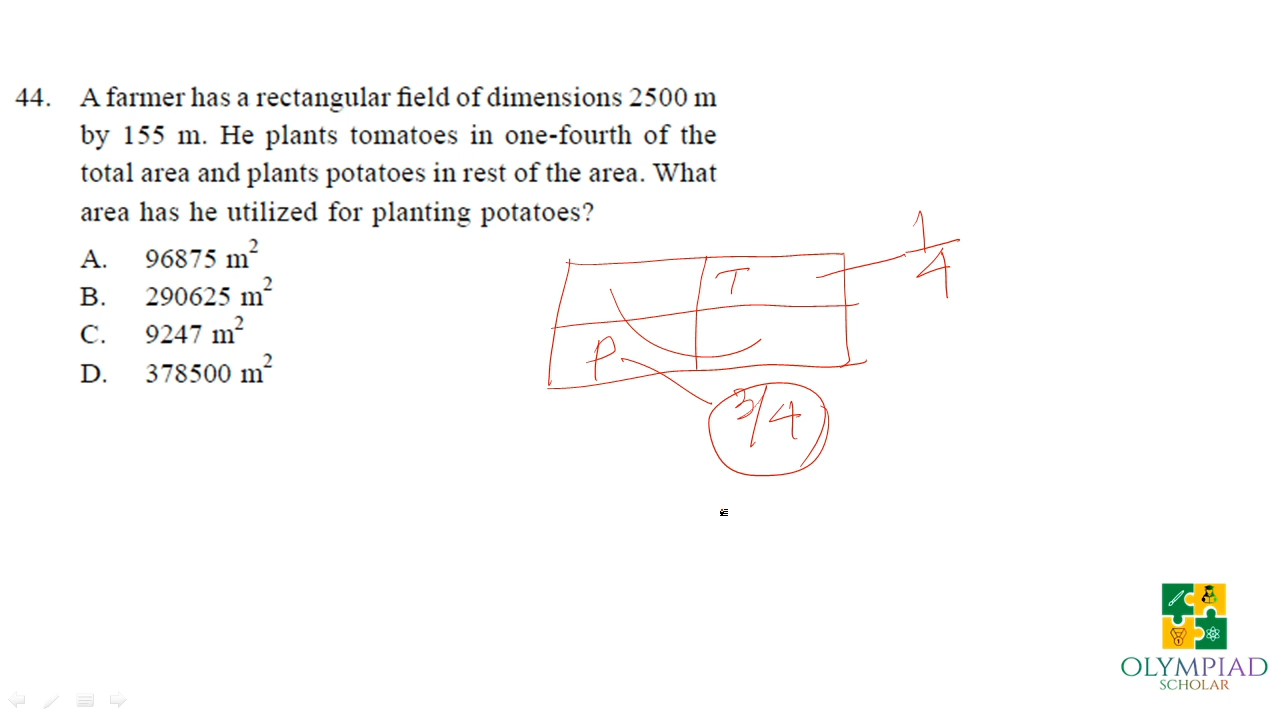 44. A farmer has a rectangular field of dimensions 2500 m
by 155 m. He plants tomatoes in one-fourth of the
total area and plants potatoes in rest of the area. What
area has he utilized for planting potatoes?
A. 96875 m²
B. 290625 m²
C. 9247 m²
D. 378500 m²
T
1/4
P
3/4
OLYMPIAD
SCHOLAR